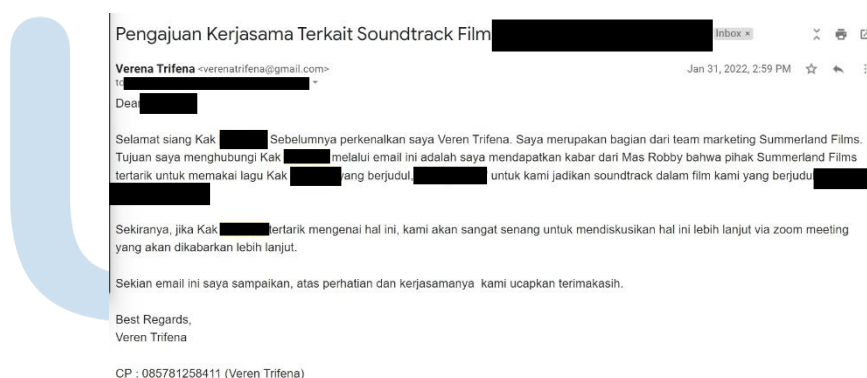 Pengajuan Kerjasama Terkait Soundtrack Film Inbox ×
Verena Trifena <verenatrifena@gmail.com> Jan 31, 2022, 2:59 PM
to
Dear
Selamat siang Kak Sebelumnya perkenalkan saya Veren Trifena. Saya merupakan bagian dari team marketing Summerland Films.
Tujuan saya menghubungi Kak melalui email ini adalah saya mendapatkan kabar dari Mas Robby bahwa pihak Summerland Films
tertarik untuk memakai lagu Kak yang berjudul, untuk kami jadikan soundtrack dalam film kami yang berjudul
Sekiranya, jika Kak tertarik mengenai hal ini, kami akan sangat senang untuk mendiskusikan hal ini lebih lanjut via zoom meeting
yang akan dikabarkan lebih lanjut.
Sekian email ini saya sampaikan, atas perhatian dan kerjasamanya kami ucapkan terimakasih.
Best Regards,
Veren Trifena
CP : 085781258411 (Veren Trifena)